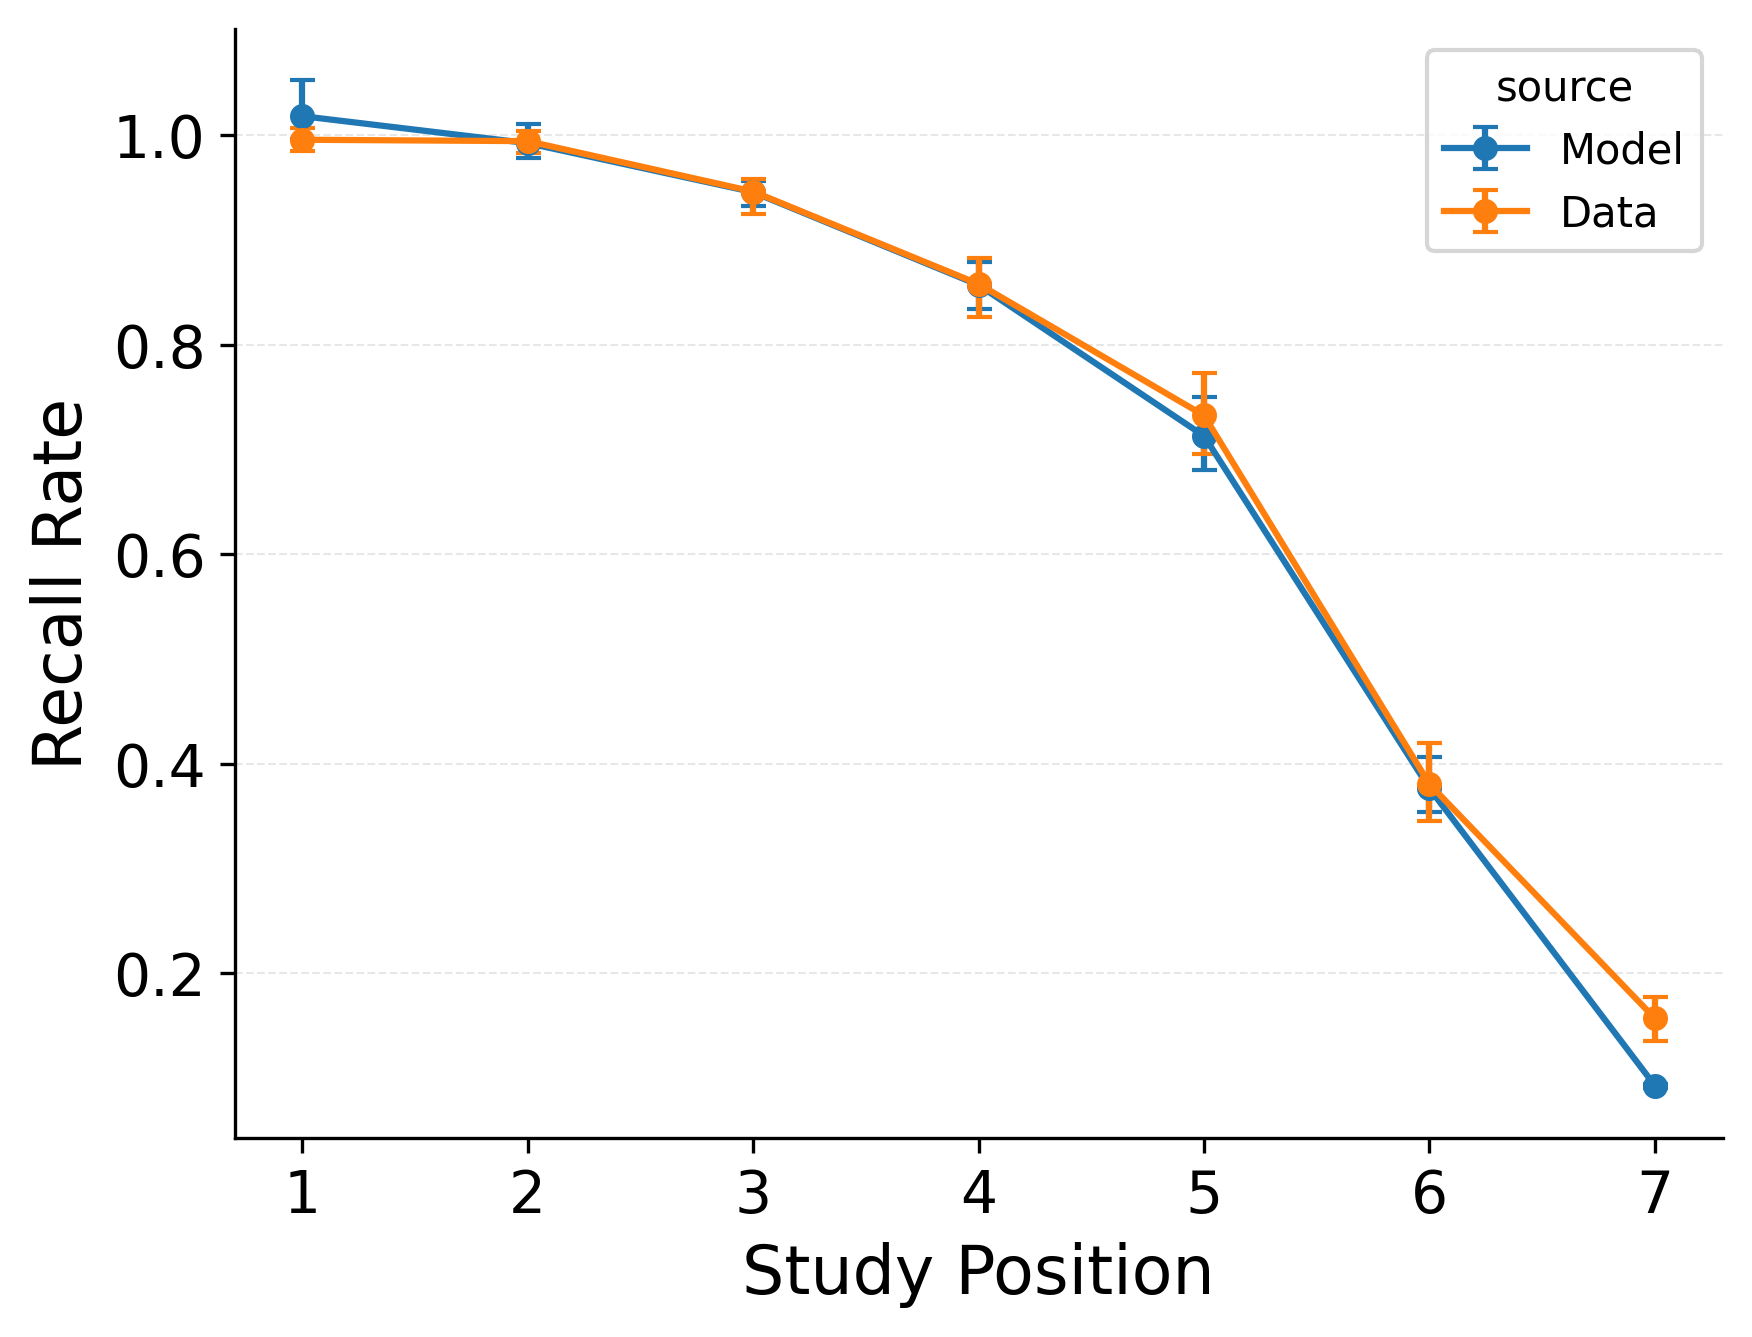 source
Model
Data
1.0
0.8
0.6
0.4
0.2
Recall Rate
1 2 3 4 5 6 7
Study Position